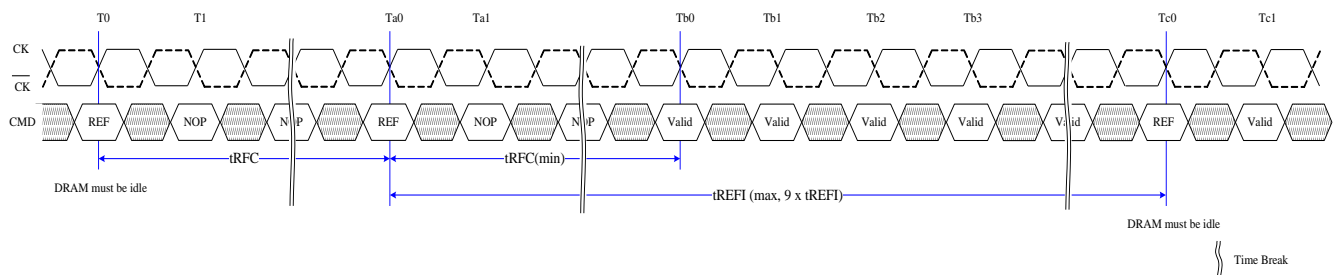 T0 T1 Ta0 Ta1 Tb0 Tb1 Tb2 Tb3 Tc0 Tc1
CK
CK
CMD REF NOP NOP REF NOP NOP Valid Valid Valid Valid Valid REF Valid
tRFC tRFC(min)
DRAM must be idle
tREFI (max, 9 x tREFI)
DRAM must be idle
Time Break